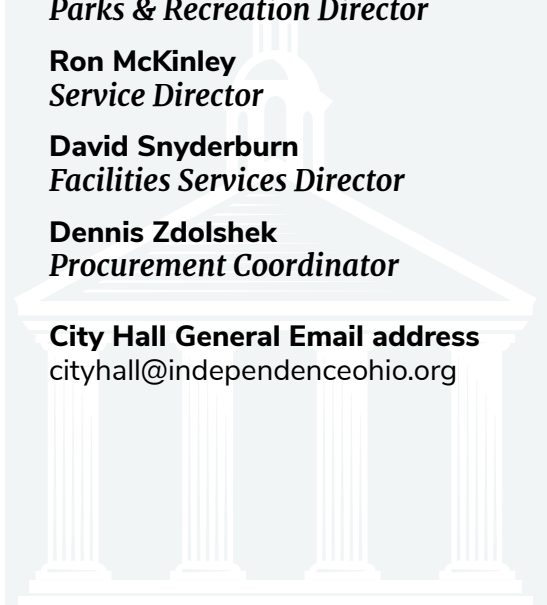 Parks & Recreation Director
Ron McKinley
Service Director
David Snyderburn
Facilities Services Director
Dennis Zdolshek
Procurement Coordinator
City Hall General Email address
cityhall@independenceohio.org